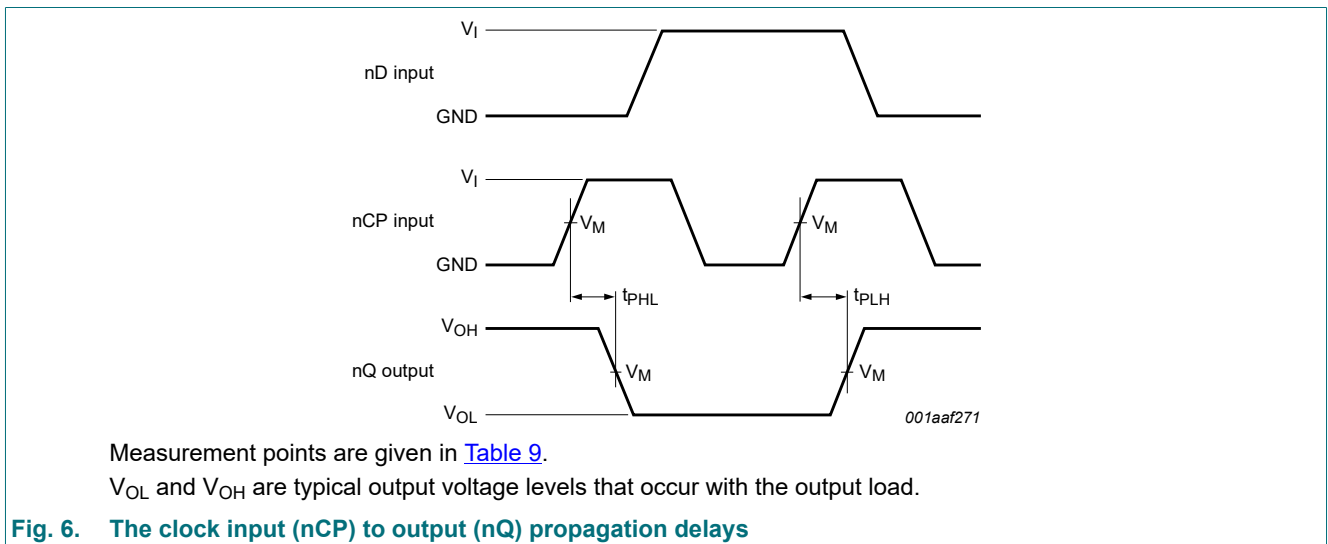 VI
nD input
GND
VI
nCP input
VM
VM
GND
tPHL
tPLH
VOH
nQ output
VM
VM
VOL
001aaf271
Measurement points are given in Table 9.
VOL and VOH are typical output voltage levels that occur with the output load.
Fig. 6. The clock input (nCP) to output (nQ) propagation delays